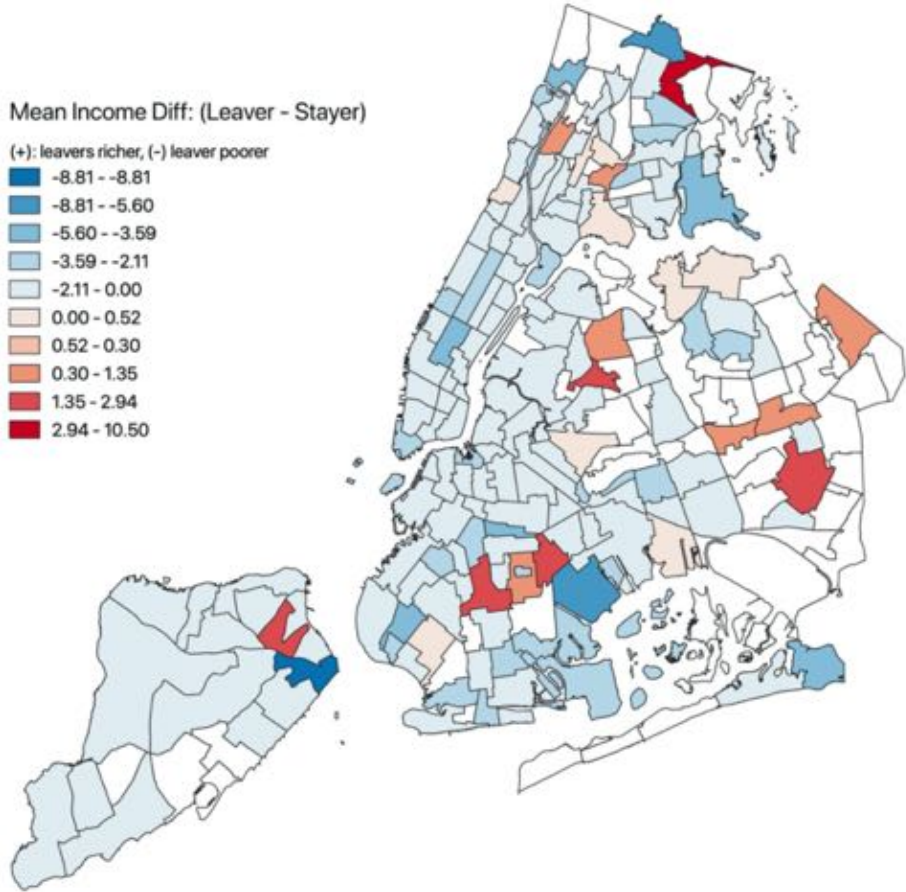 Mean Income Diff: (Leaver - Stayer)
(+): leavers richer, (-) leaver poorer
-8.81 - -8.81
-8.81 - -5.60
-5.60 - -3.59
-3.59 - -2.11
-2.11 - 0.00
0.00 - 0.52
0.52 - 0.30
0.30 - 1.35
1.35 - 2.94
2.94 - 10.50